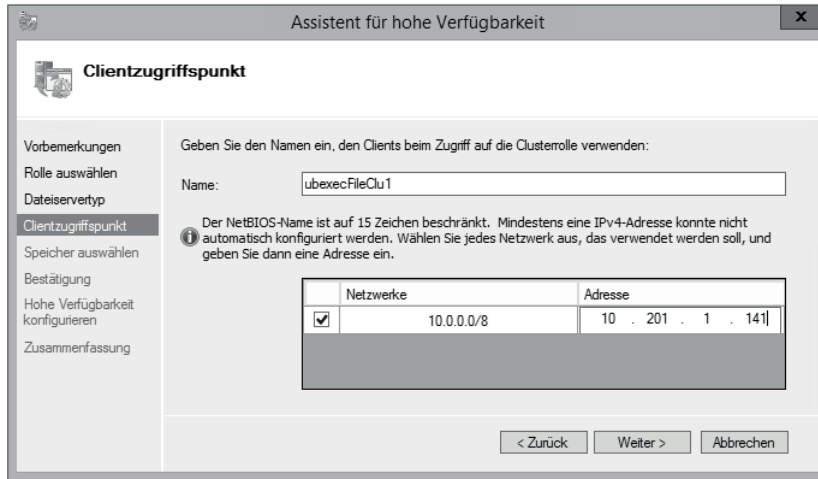 Assistent für hohe Verfügbarkeit
x
Clientzugriffspunkt
Vorbemerkungen
Rolle auswählen
Dateiservertyp
Clientzugriffspunkt
Speicher auswählen
Bestätigung
Hohe Verfügbarkeit
konfigurieren
Zusammenfassung
Geben Sie den Namen ein, den Clients beim Zugriff auf die Clusterrolle verwenden:
Name: ubexecFileClu1
Der NetBIOS-Name ist auf 15 Zeichen beschränkt. Mindestens eine IPv4-Adresse konnte nicht
automatisch konfiguriert werden. Wählen Sie jedes Netzwerk aus, das verwendet werden soll, und
geben Sie dann eine Adresse ein.
Netzwerke Adresse
10.0.0.0/8 10 . 201 . 1 . 141
< Zurück Weiter > Abbrechen